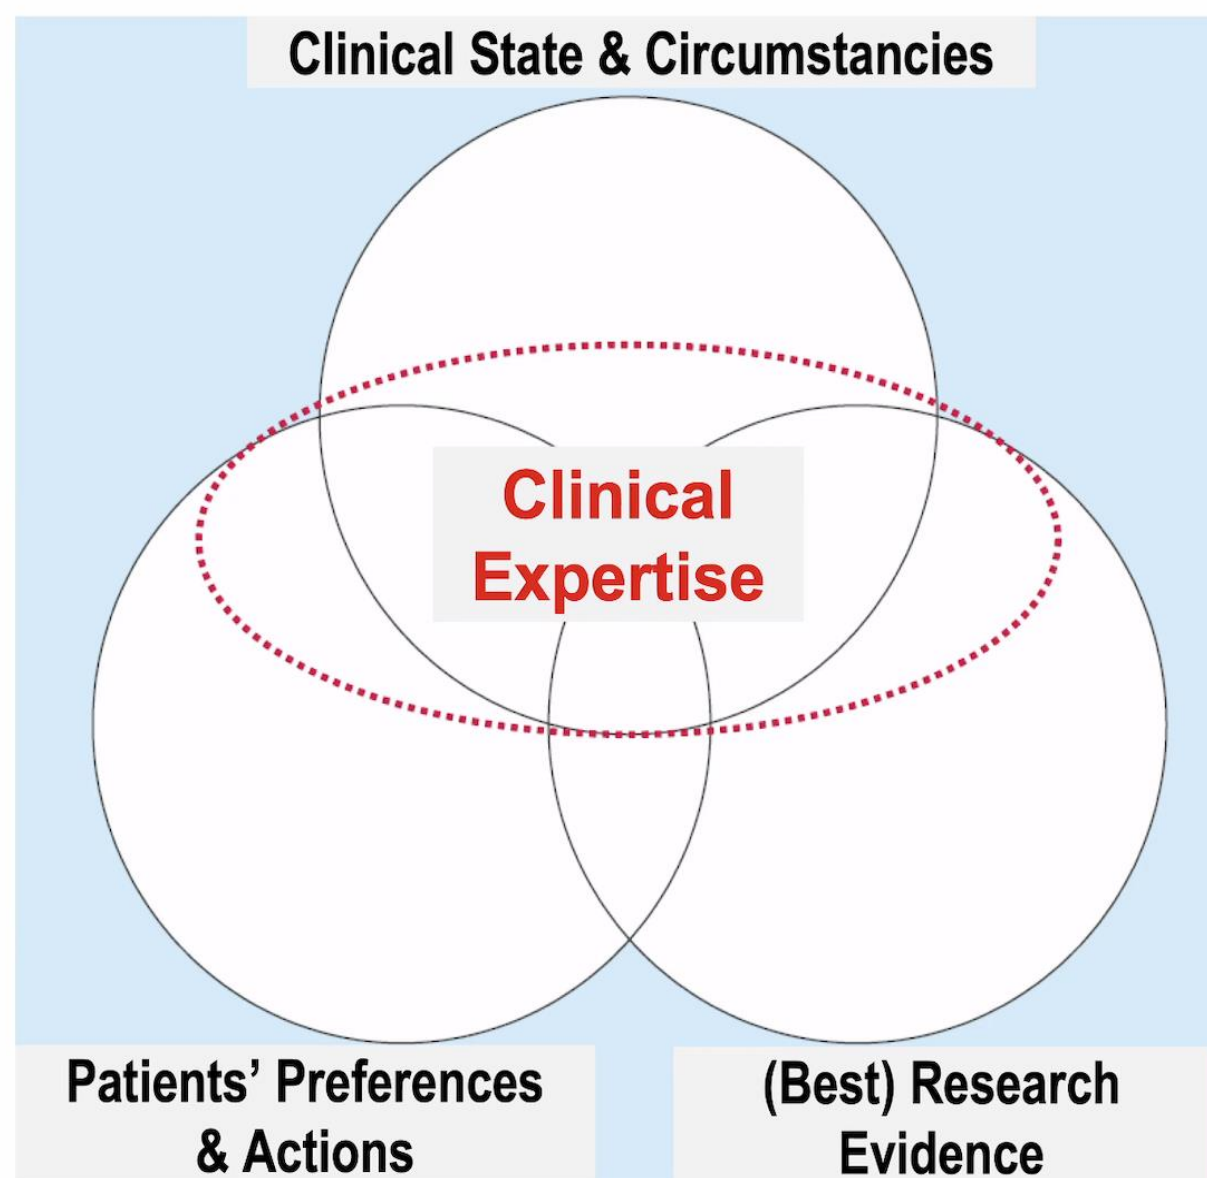 Clinical State & Circumstancies
Clinical
Expertise
Patients’ Preferences
& Actions
(Best) Research
Evidence